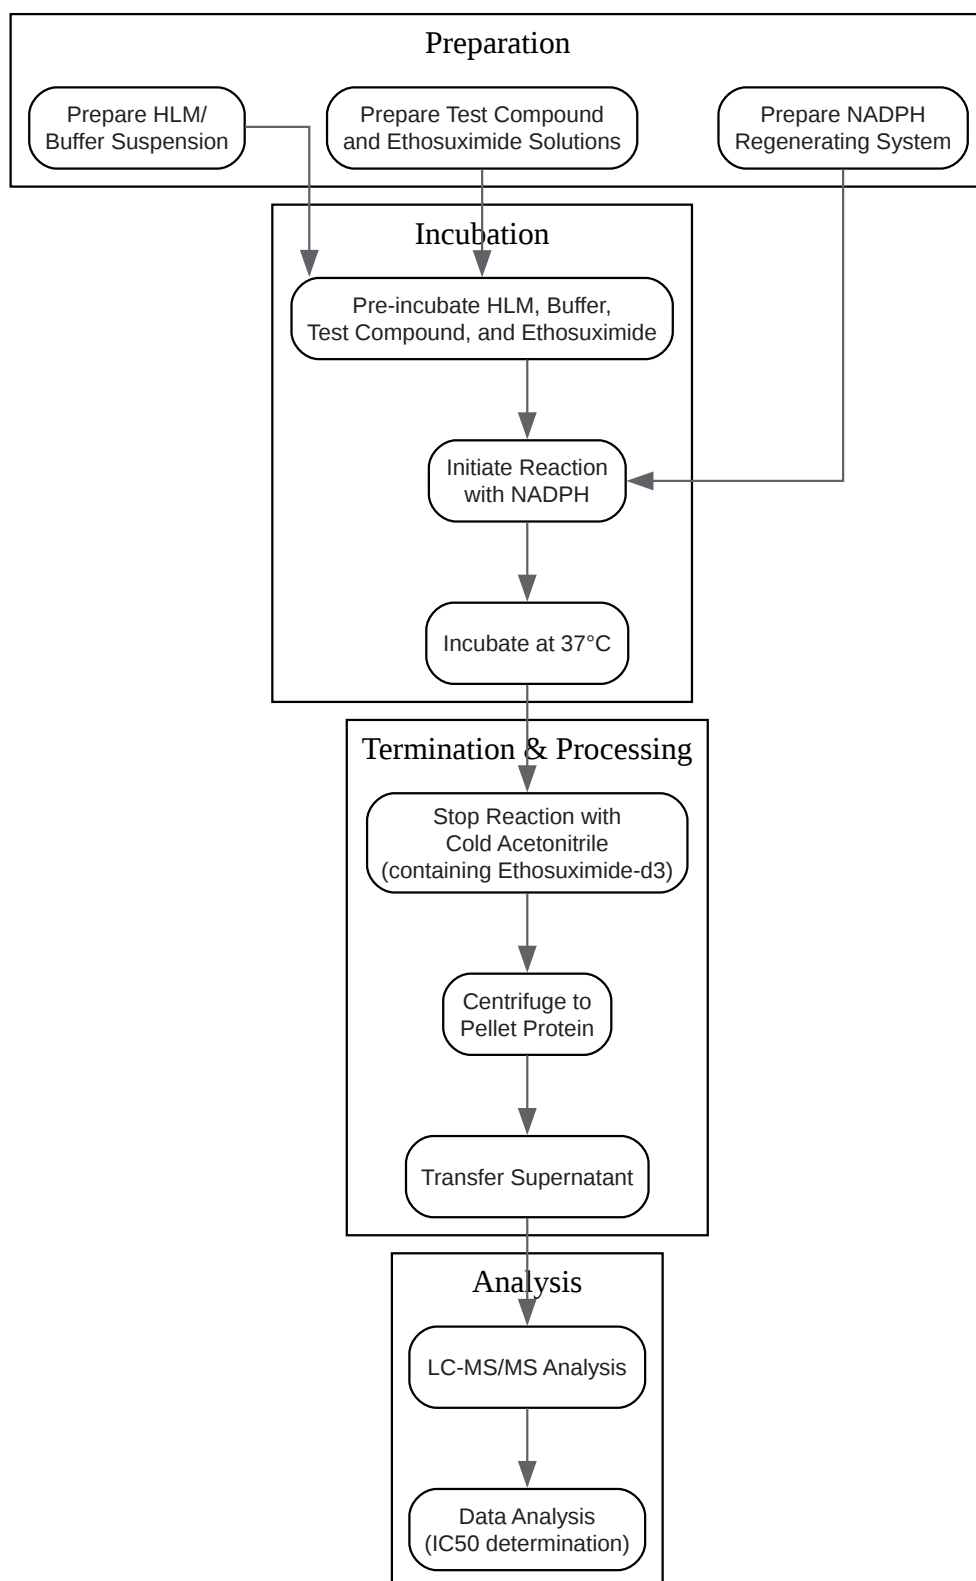 Preparation
Prepare HLM/
Buffer Suspension
Prepare Test Compound
and Ethosuximide Solutions
Prepare NADPH
Regenerating System
Incubation
Pre-incubate HLM, Buffer,
Test Compound, and Ethosuximide
Initiate Reaction
with NADPH
Incubate at 37°C
Termination & Processing
Stop Reaction with
Cold Acetonitrile
(containing Ethosuximide-d3)
Centrifuge to
Pellet Protein
Transfer Supernatant
Analysis
LC-MS/MS Analysis
Data Analysis
(IC50 determination)